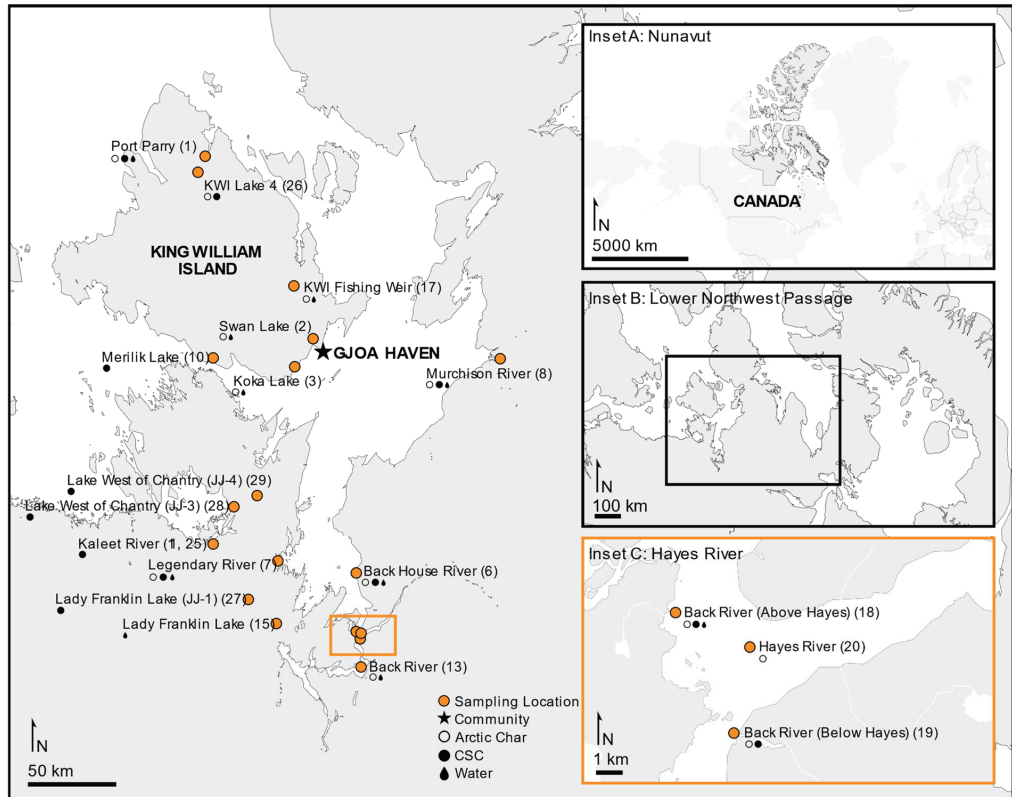 Port Parry (1)
KWI Lake 4 (26)
KING WILLIAM
ISLAND
KWI Fishing Weir (17)
Swan Lake (2)
GJOA HAVEN
Merilik Lake (10)
Koka Lake (3)
Murchison River (8)
Lake West of Chantry (JJ-4) (29)
Lake West of Chantry (JJ-3) (28)
Kaleet River (11, 25)
Legendary River (7)
Back House River (6)
Lady Franklin Lake (JJ-1) (27)
Lady Franklin Lake (15)
Back River (13)
N
50 km
Sampling Location
Community
Arctic Char
CSC
Water
Inset A: Nunavut
CANADA
N
5000 km
Inset B: Lower Northwest Passage
N
100 km
Inset C: Hayes River
Back River (Above Hayes) (18)
Hayes River (20)
Back River (Below Hayes) (19)
N
1 km